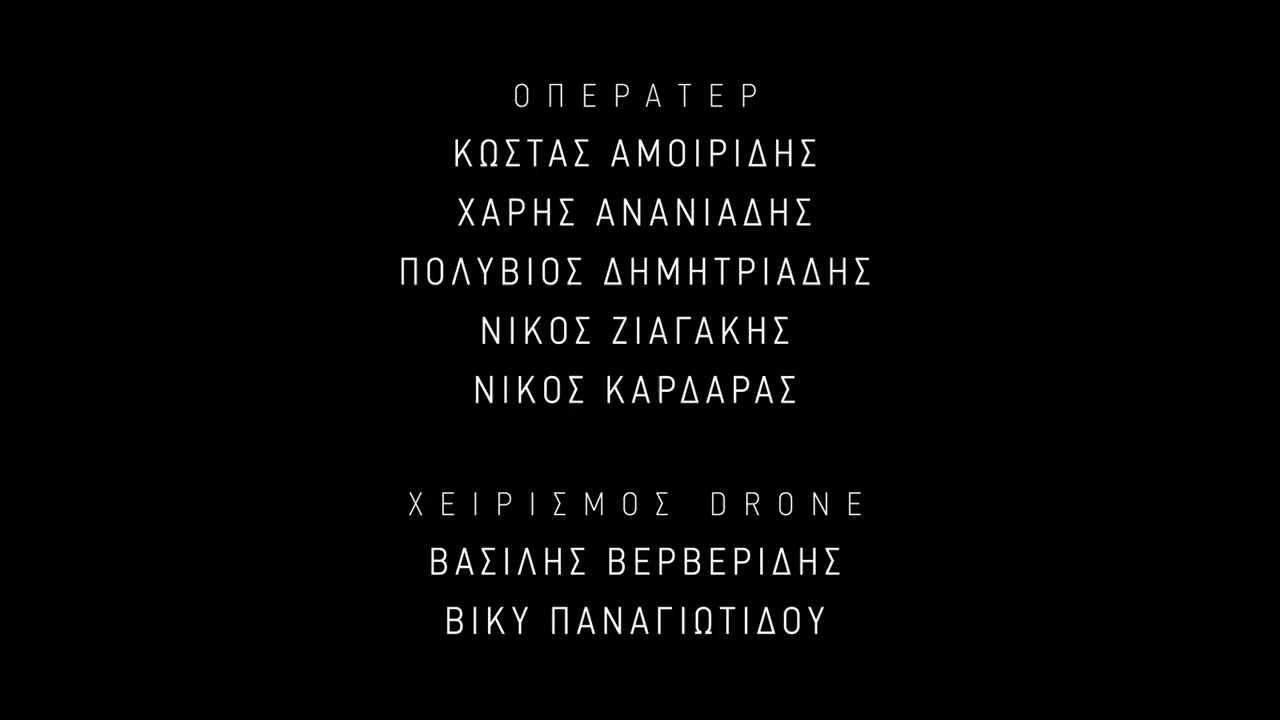 ΟΠΕΡΑΤΕΡ
ΚΩΣΤΑΣ ΑΜΟΙΡΙΔΗΣ
ΧΑΡΗΣ ΑΝΑΝΙΑΔΗΣ
ΠΟΛΥΒΙΟΣ ΔΗΜΗΤΡΙΑΔΗΣ
ΝΙΚΟΣ ΖΙΑΓΑΚΗΣ
ΝΙΚΟΣ ΚΑΡΔΑΡΑΣ
ΧΕΙΡΙΣΜΟΣ DRONE
ΒΑΣΙΛΗΣ ΒΕΡΒΕΡΙΔΗΣ
ΒΙΚΥ ΠΑΝΑΓΙΩΤΙΔΟΥ